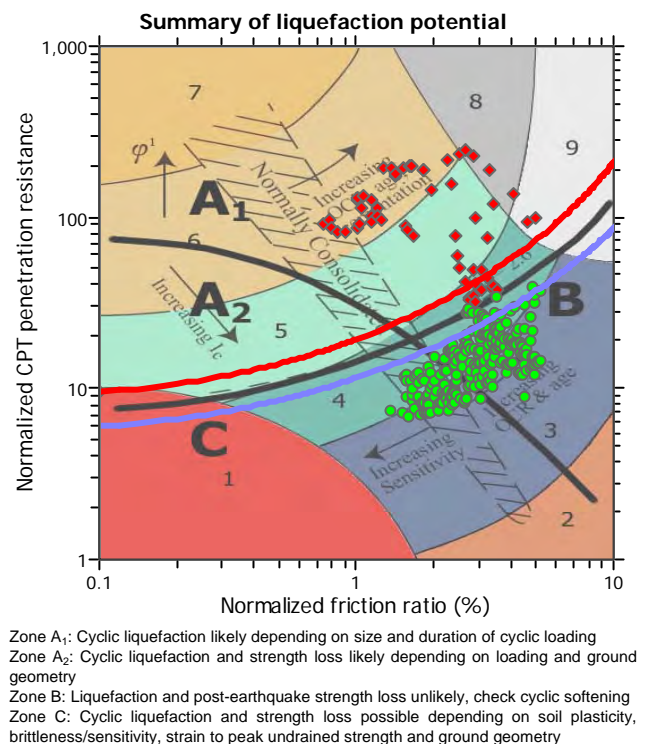 Summary of liquefaction potential
1,000
100
10
1
0.1
1
10
Normalized CPT penetration resistance
Normalized friction ratio (%)
7
8
9
φ¹
A₁
Normally Consolidated
Increasing
OCR, age,
cementation
6
A₂
Increasing Ic
5
2.6
B
4
C
Increasing
OCR & age
Increasing
Sensitivity
3
1
2
Zone A₁: Cyclic liquefaction likely depending on size and duration of cyclic loading
Zone A₂: Cyclic liquefaction and strength loss likely depending on loading and ground
geometry
Zone B: Liquefaction and post-earthquake strength loss unlikely, check cyclic softening
Zone C: Cyclic liquefaction and strength loss possible depending on soil plasticity,
brittleness/sensitivity, strain to peak undrained strength and ground geometry